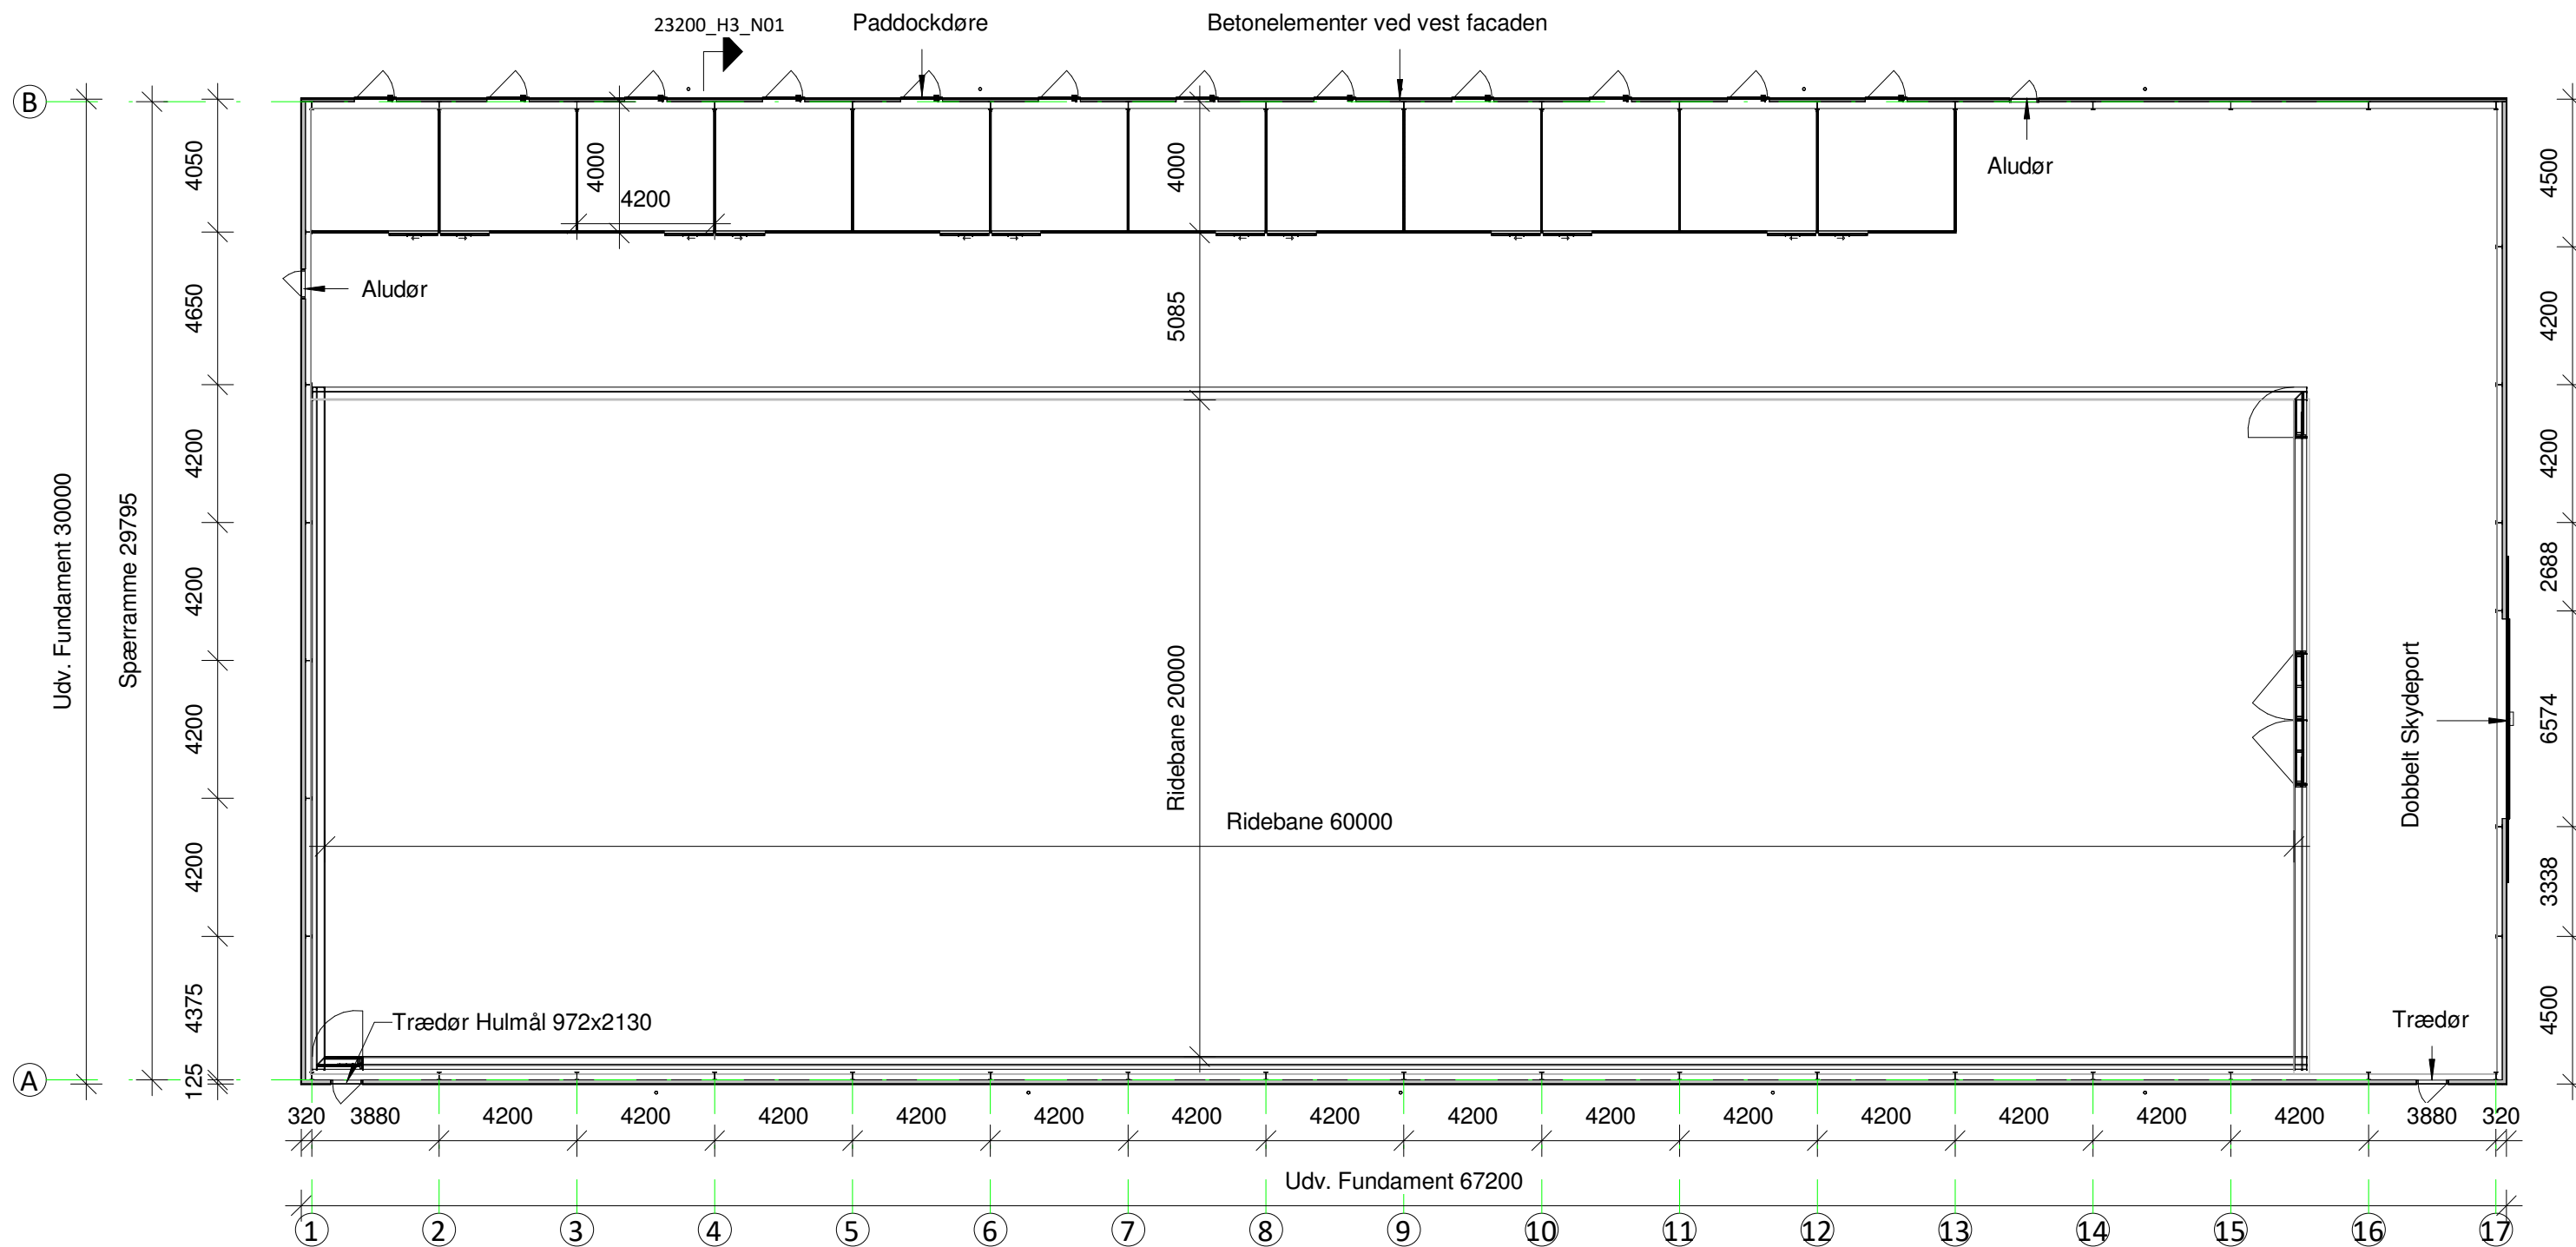 23200_H3_N01
Paddockdøre
Betonelementer ved vest facaden
B
Aludør
4050
4000
4200
4000
4500
Aludør
4650
5085
4200
4200
4200
Udv. Fundament 30000
Spærramme 29795
4200
2688
Ridebane 20000
4200
Dobbelt Skydeport
6574
Ridebane 60000
4200
3338
4375
Trædør Hulmål 972x2130
Trædør
4500
A
125
320 3880 4200 4200 4200 4200 4200 4200 4200 4200 4200 4200 4200 4200 4200 4200 3880 320
Udv. Fundament 67200
1 2 3 4 5 6 7 8 9 10 11 12 13 14 15 16 17